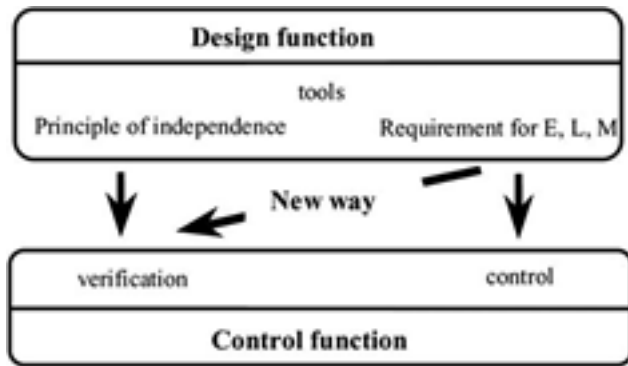 Design function
tools
Principle of independence Requirement for E, L, M
New way
verification control
Control function